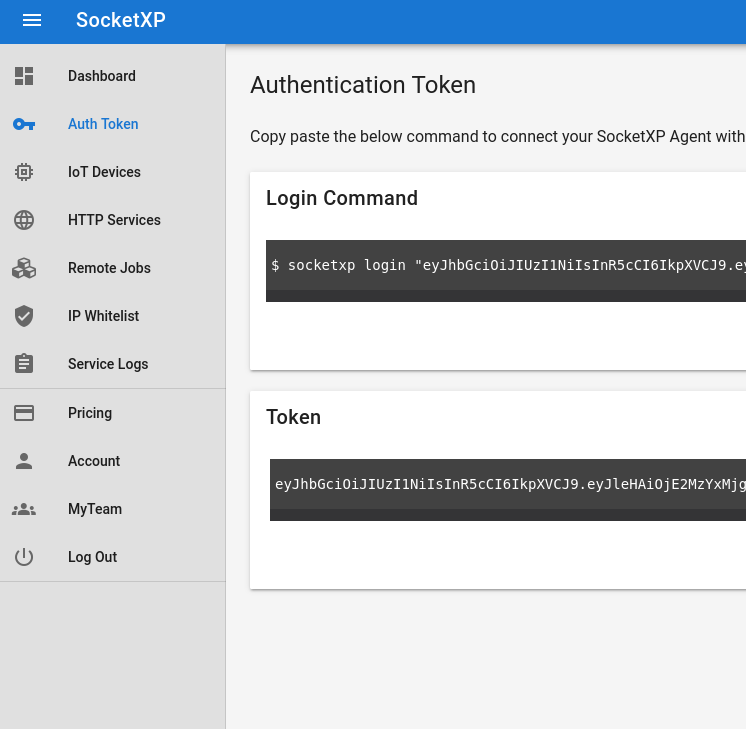 SocketXP
Dashboard
Auth Token
IoT Devices
HTTP Services
Remote Jobs
IP Whitelist
Service Logs
Pricing
Account
MyTeam
Log Out
Authentication Token
Copy paste the below command to connect your SocketXP Agent with
Login Command
$ socketxp login "eyJhbGciOiJIUzI1NiIsInR5cCI6IkpXVCJ9.ey
Token
eyJhbGciOiJIUzI1NiIsInR5cCI6IkpXVCJ9.eyJleHAiOjE2MzYxMjg